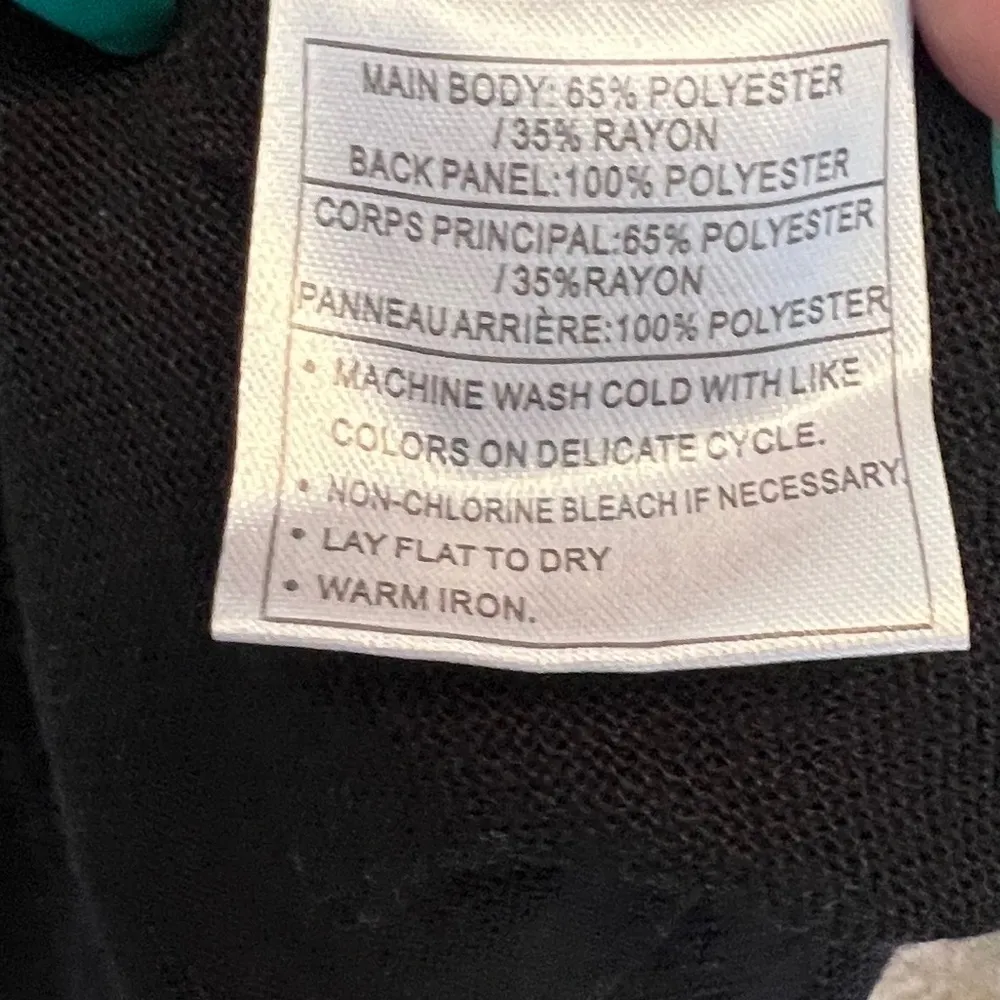 MAIN BODY: 65% POLYESTER
/35% RAYON
BACK PANEL:100% POLYESTER
CORPS PRINCIPAL:65% POLYESTER
/35%RAYON
PANNEAU ARRIÈRE:100% POLYESTER
• MACHINE WASH COLD WITH LIKE
COLORS ON DELICATE CYCLE.
• NON-CHLORINE BLEACH IF NECESSARY.
• LAY FLAT TO DRY
• WARM IRON.